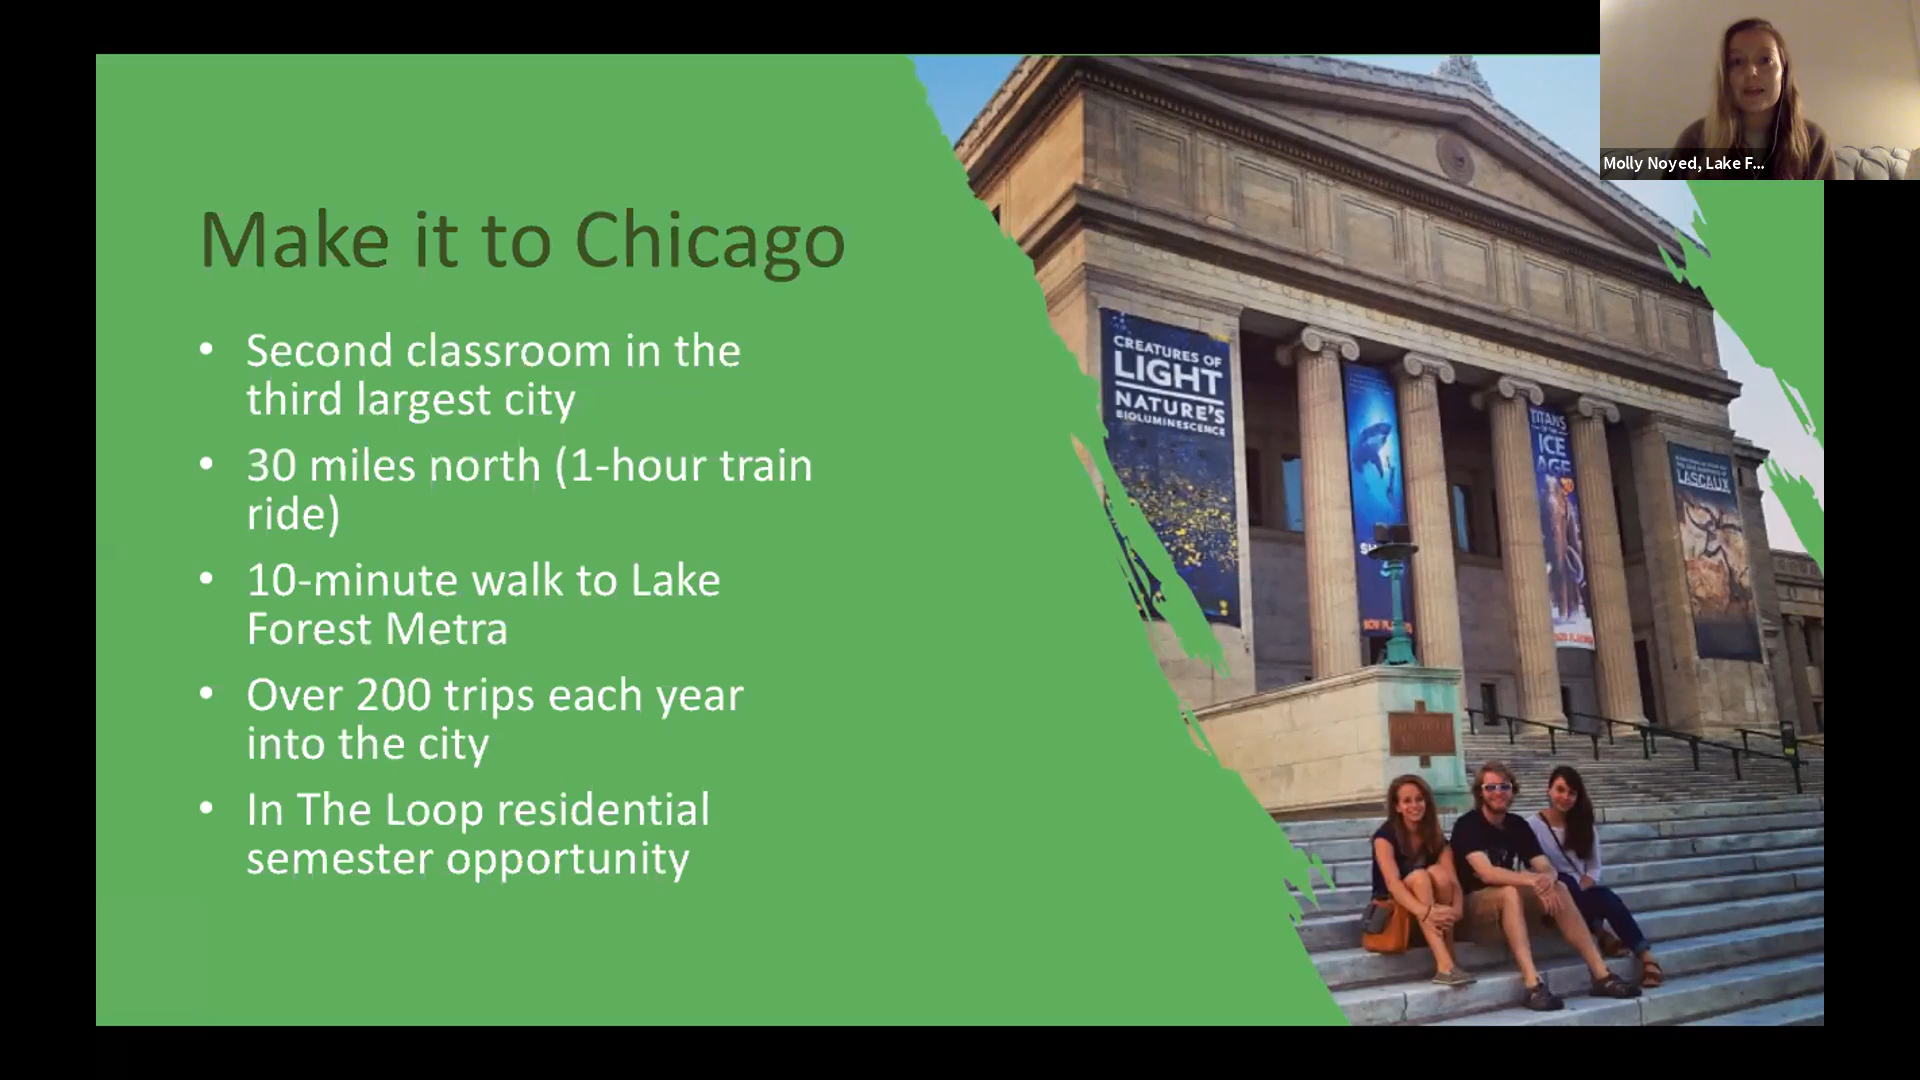 Molly Noyed, Lake F...
Make it to Chicago
• Second classroom in the
third largest city
• 30 miles north (1-hour train
ride)
• 10-minute walk to Lake
Forest Metra
• Over 200 trips each year
into the city
• In The Loop residential
semester opportunity
CREATURES OF
LIGHT
NATURE'S
BIOLUMINESCENCE
TITANS
ICE
AGE
LASCAUX